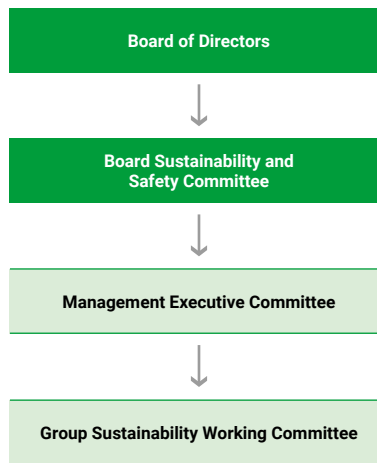 Board of Directors
Board Sustainability and
Safety Committee
Management Executive Committee
Group Sustainability Working Committee